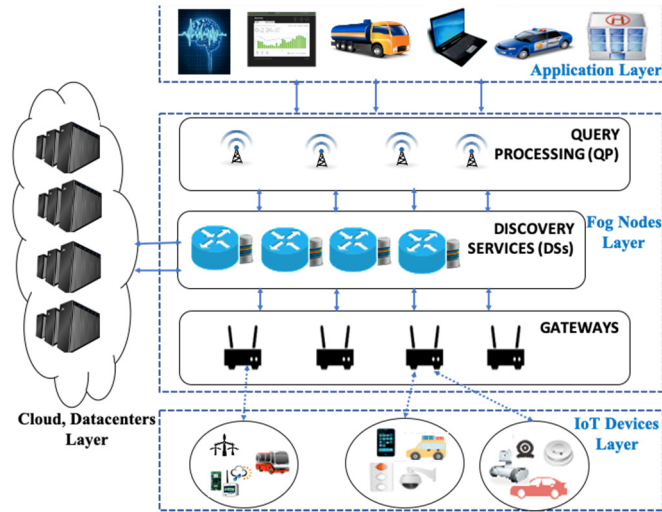 Application Layer
QUERY
PROCESSING (QP)
DISCOVERY
SERVICES (DSs)
Fog Nodes
Layer
GATEWAYS
Cloud, Datacenters
Layer
IoT Devices
Layer